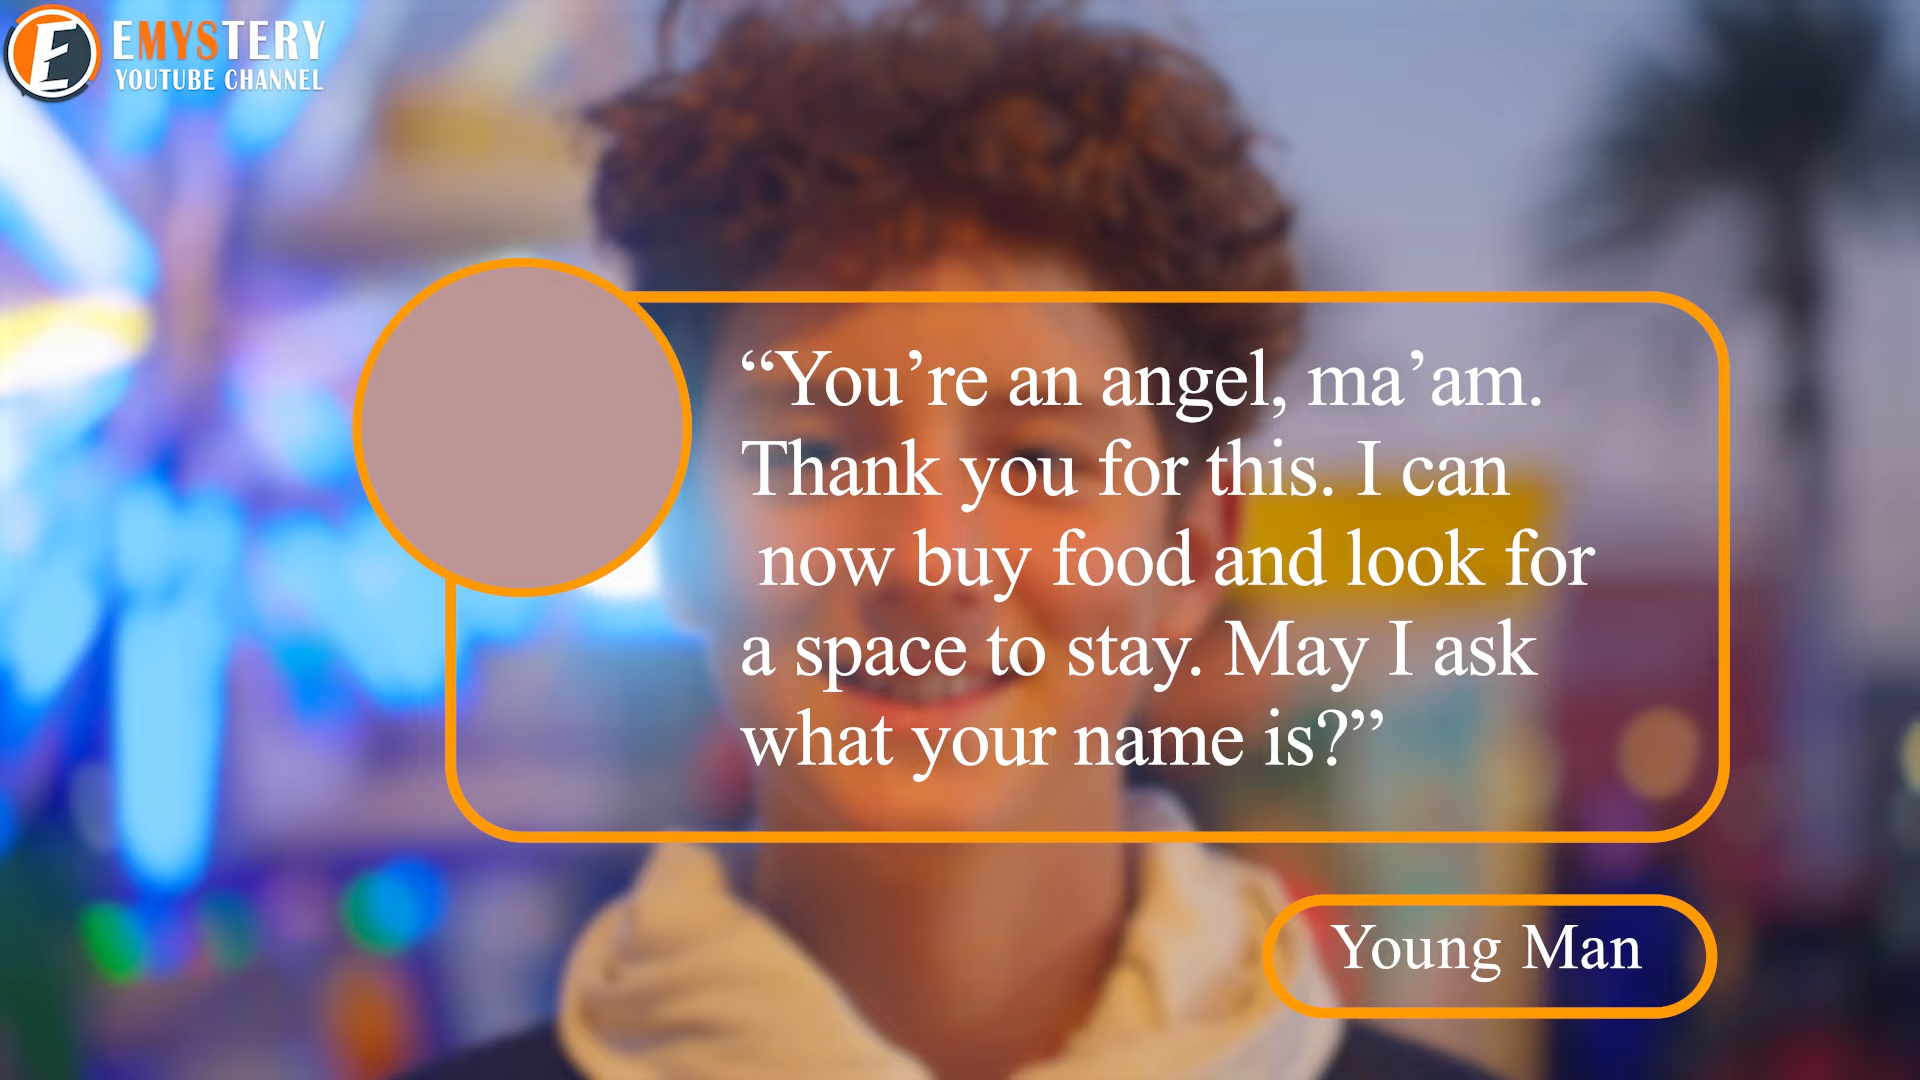 EMYSTERY
YOUTUBE CHANNEL
“You’re an angel, ma’am.
Thank you for this. I can
now buy food and look for
a space to stay. May I ask
what your name is?”
Young Man